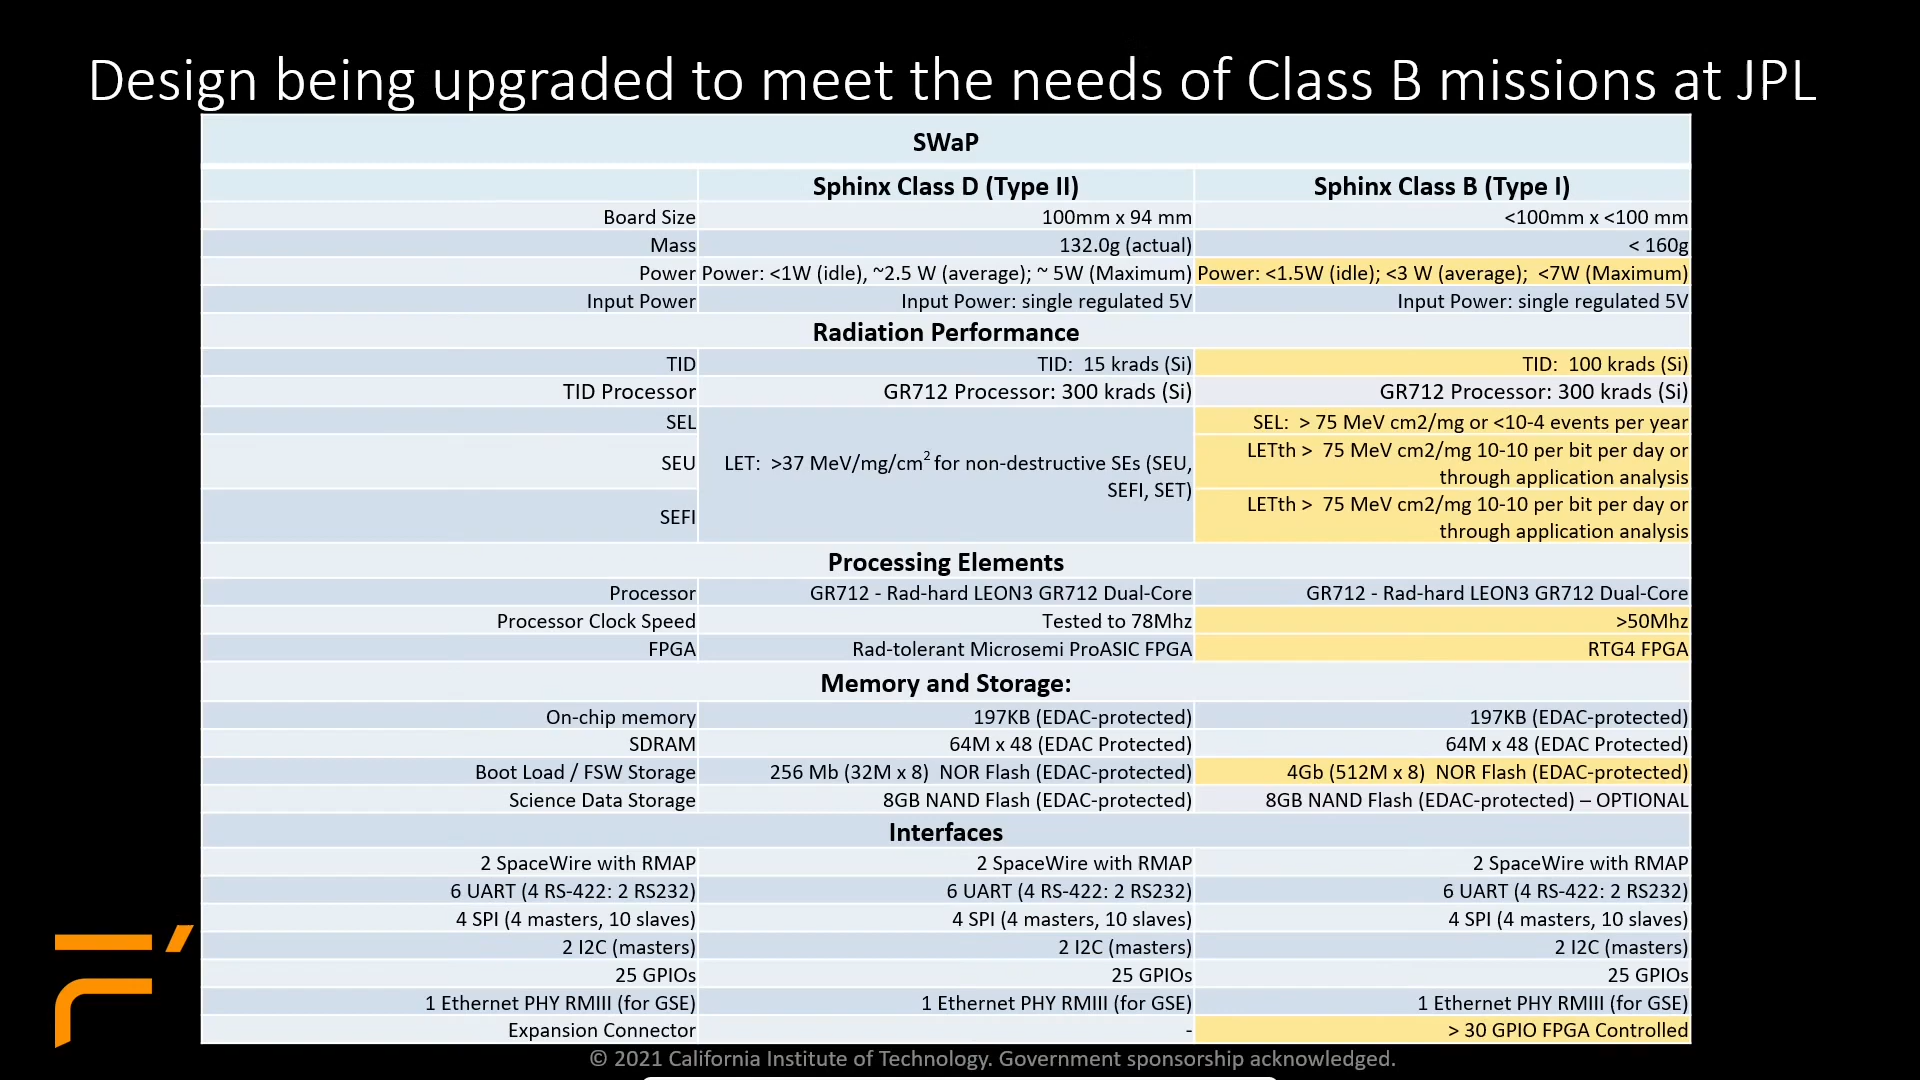 Design being upgraded to meet the needs of Class B missions at JPL
SWaP
Sphinx Class D (Type II) Sphinx Class B (Type I)
Board Size 100mm x 94 mm <100mm x <100 mm
Mass 132.0g (actual) < 160g
Power Power: <1W (idle), ~2.5 W (average); ~ 5W (Maximum) Power: <1.5W (idle); <3 W (average); <7W (Maximum)
Input Power Input Power: single regulated 5V Input Power: single regulated 5V
Radiation Performance
TID TID: 15 krads (Si) TID: 100 krads (Si)
TID Processor GR712 Processor: 300 krads (Si) GR712 Processor: 300 krads (Si)
SEL SEL: > 75 MeV cm2/mg or <10-4 events per year
SEU LET: >37 MeV/mg/cm² for non-destructive SEs (SEU, SEFI, SET) LETth > 75 MeV cm2/mg 10-10 per bit per day or
through application analysis
SEFI LETth > 75 MeV cm2/mg 10-10 per bit per day or
through application analysis
Processing Elements
Processor GR712 - Rad-hard LEON3 GR712 Dual-Core GR712 - Rad-hard LEON3 GR712 Dual-Core
Processor Clock Speed Tested to 78Mhz >50Mhz
FPGA Rad-tolerant Microsemi ProASIC FPGA RTG4 FPGA
Memory and Storage:
On-chip memory 197KB (EDAC-protected) 197KB (EDAC-protected)
SDRAM 64M x 48 (EDAC Protected) 64M x 48 (EDAC Protected)
Boot Load / FSW Storage 256 Mb (32M x 8) NOR Flash (EDAC-protected) 4Gb (512M x 8) NOR Flash (EDAC-protected)
Science Data Storage 8GB NAND Flash (EDAC-protected) 8GB NAND Flash (EDAC-protected) – OPTIONAL
Interfaces
2 SpaceWire with RMAP 2 SpaceWire with RMAP 2 SpaceWire with RMAP
6 UART (4 RS-422: 2 RS232) 6 UART (4 RS-422: 2 RS232) 6 UART (4 RS-422: 2 RS232)
4 SPI (4 masters, 10 slaves) 4 SPI (4 masters, 10 slaves) 4 SPI (4 masters, 10 slaves)
2 I2C (masters) 2 I2C (masters) 2 I2C (masters)
25 GPIOs 25 GPIOs 25 GPIOs
1 Ethernet PHY RMIII (for GSE) 1 Ethernet PHY RMIII (for GSE) 1 Ethernet PHY RMIII (for GSE)
Expansion Connector - > 30 GPIO FPGA Controlled
© 2021 California Institute of Technology. Government sponsorship acknowledged.